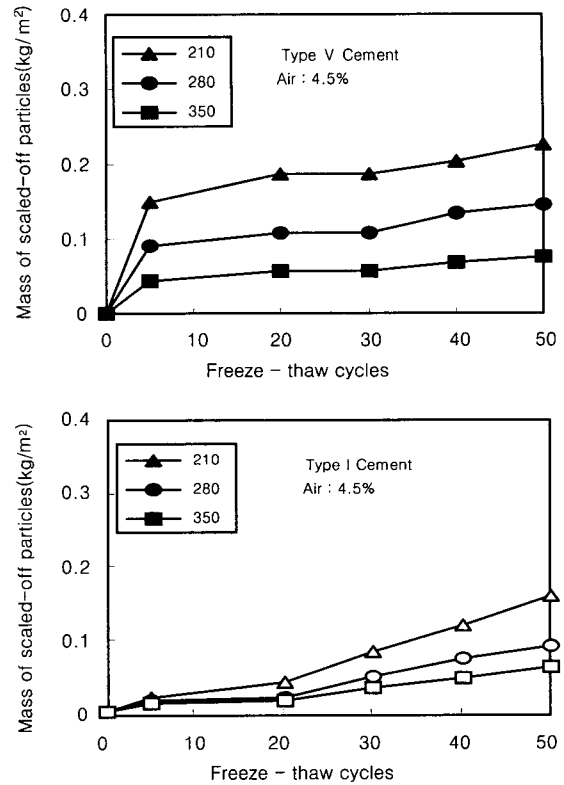 0.4
0.3
0.2
0.1
0
Mass of scaled-off particles(kg/m²)
210
280
350
Type V Cement
Air : 4.5%
0 10 20 30 40 50
Freeze - thaw cycles
0.4
0.3
0.2
0.1
0
Mass of scaled-off particles(kg/m²)
210
280
350
Type I Cement
Air : 4.5%
0 10 20 30 40 50
Freeze - thaw cycles